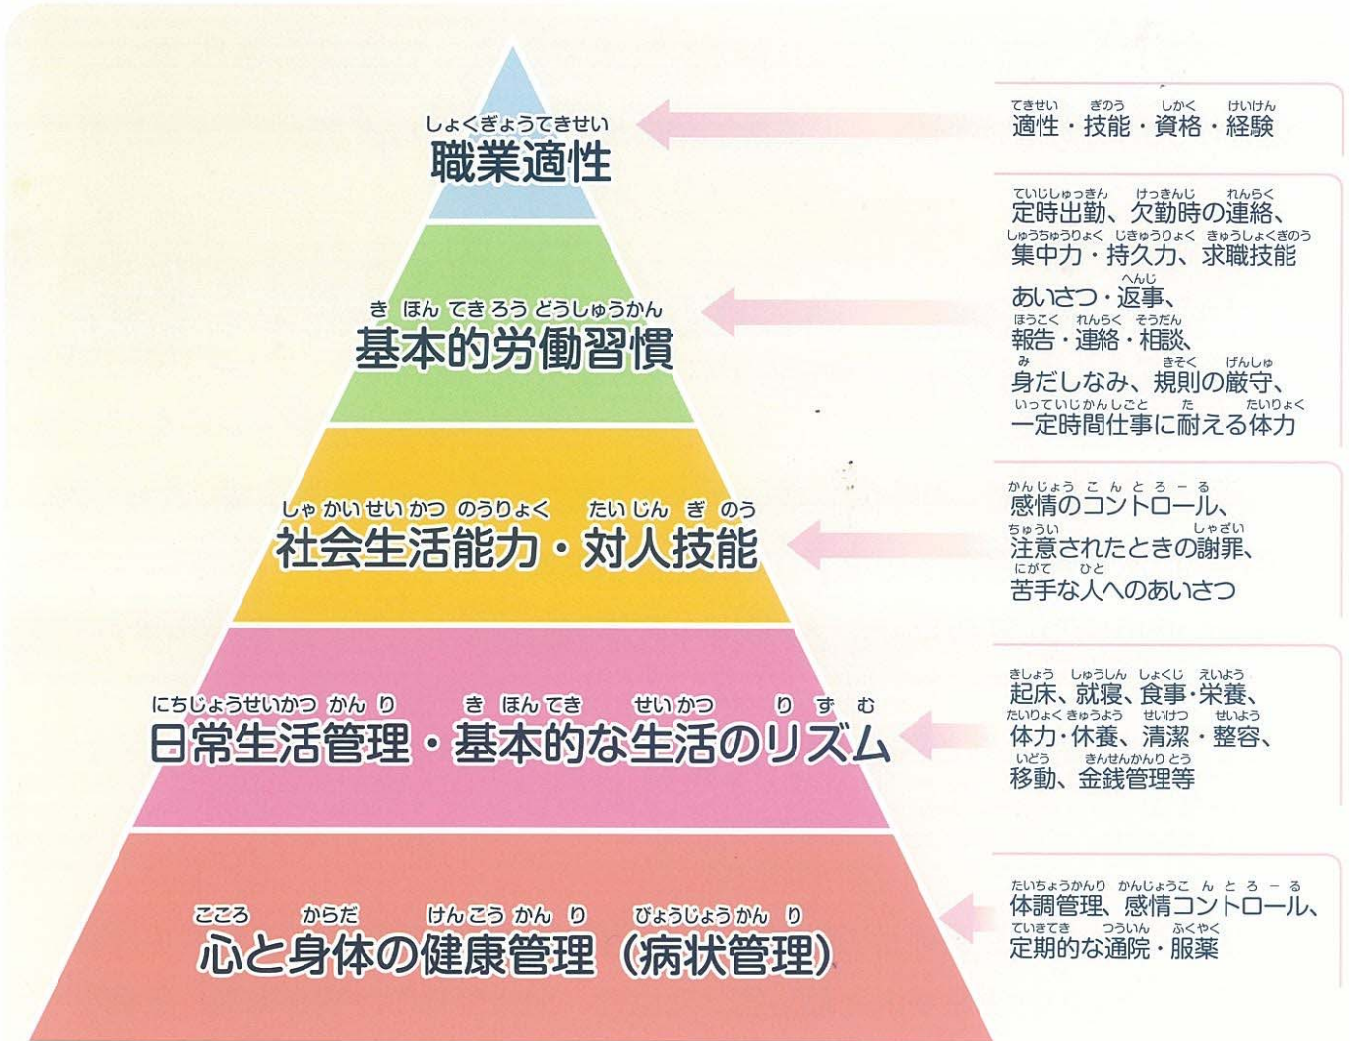 しょくぎょうてきせい
職業適性
てきせい ぎのう しかく けいけん
適性・技能・資格・経験
き ほん てき ろう どうしゅうかん
基本的労働習慣
ていじしゅっきん けっきんじ れんらく
定時出勤、欠勤時の連絡、
しゅうちゅうりょく じきゅうりょく きゅうしょくぎのう
集中力・持久力、求職技能
へんじ
あいさつ・返事、
ほうこく れんらく そうだん
報告・連絡・相談、
み きそく げんしゅ
身だしなみ、規則の厳守、
いっていじかんしごと た たいりょく
一定時間仕事に耐える体力
しゃ かい せい かつ のうりょく たい じん ぎ のう
社会生活能力・対人技能
かんじょう こ ん と ろ ー る
感情のコントロール、
ちゅうい しゃざい
注意されたときの謝罪、
にがて ひと
苦手な人へのあいさつ
にちじょうせいかつ かん り き ほん てき せい かつ り ず む
日常生活管理・基本的な生活のリズム
きしょう しゅうしん しょくじ えいよう
起床、就寝、食事・栄養、
たいりょく きゅうよう せいけつ せいよう
体力・休養、清潔・整容、
いどう きんせんかんり とう
移動、金銭管理等
こころ からだ けん こう かん り びょうじょう かん り
心と身体の健康管理（病状管理）
たいちょうかんり かんじょうこ ん と ろ ー る
体調管理、感情コントロール、
ていきてき つういん ふくやく
定期的な通院・服薬